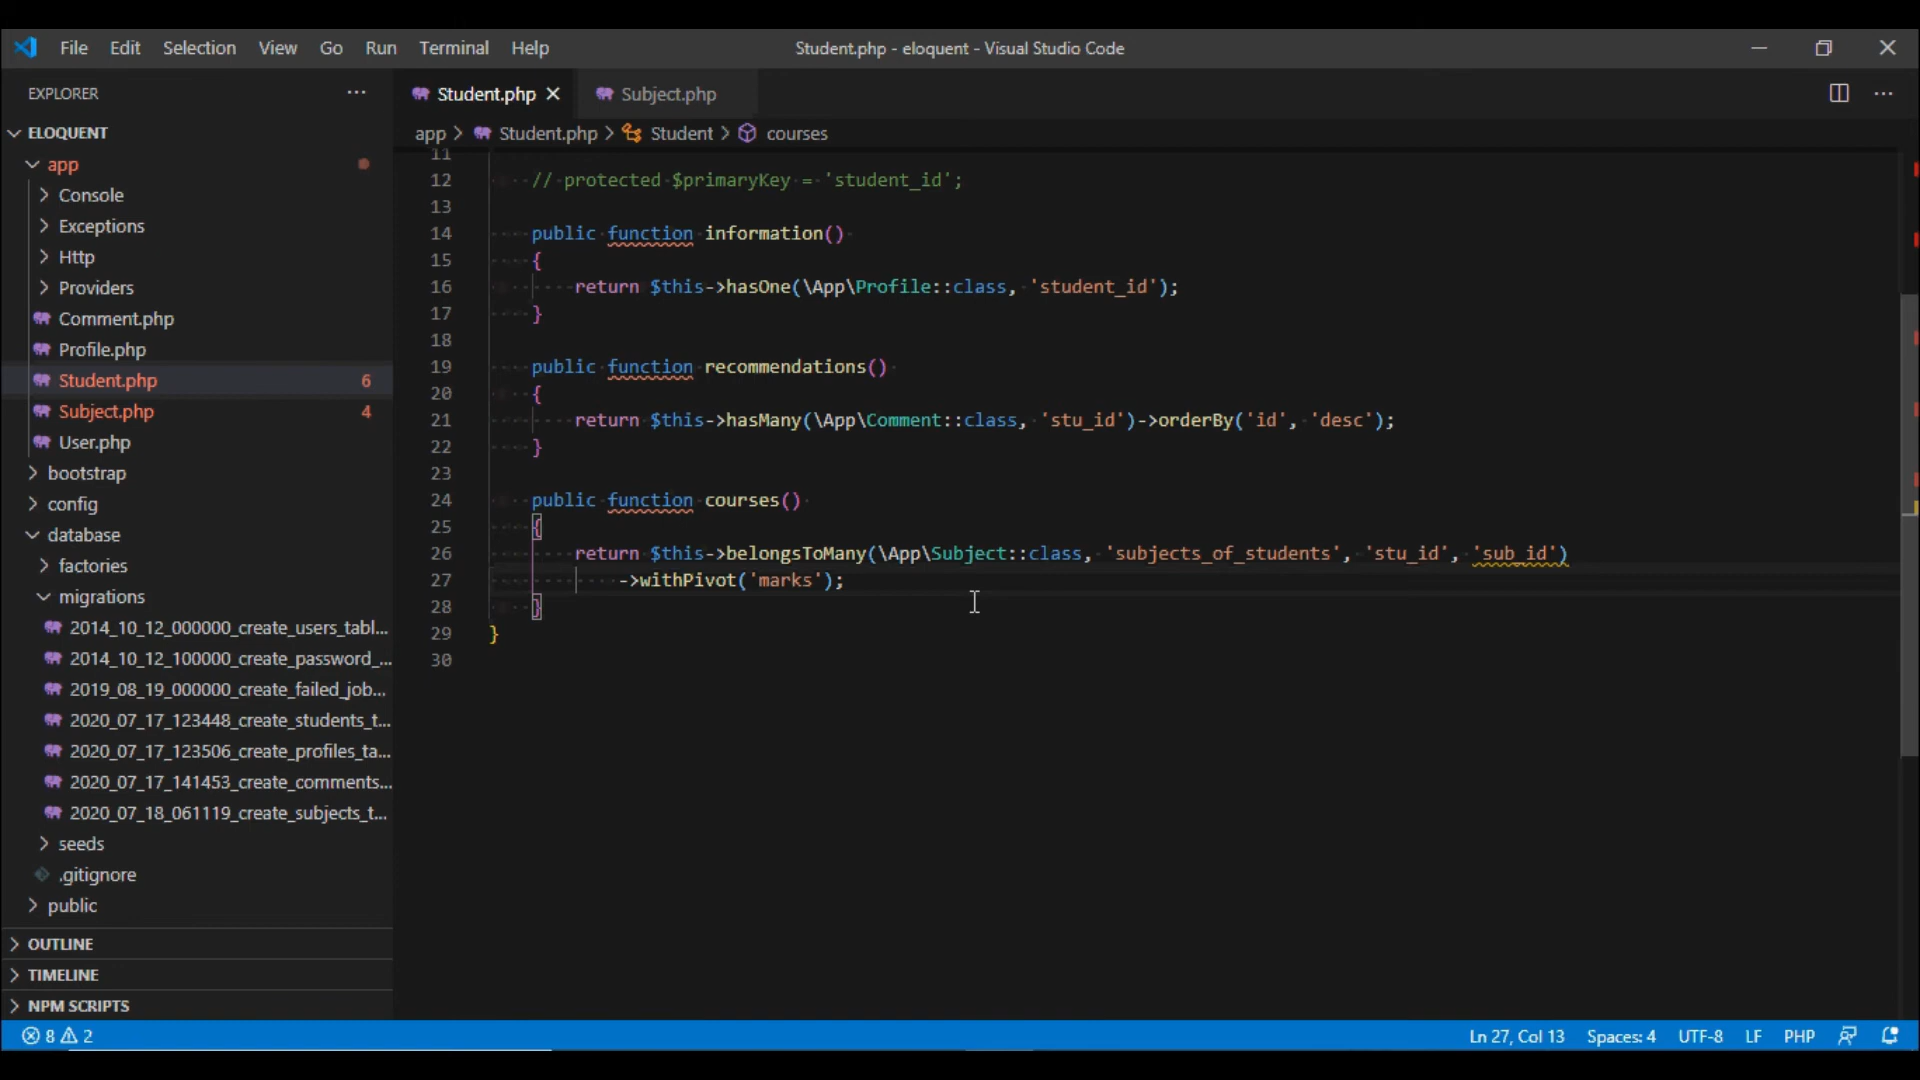 File Edit Selection View Go Run Terminal Help
Student.php - eloquent - Visual Studio Code
EXPLORER
ELOQUENT
app
Console
Exceptions
Http
Providers
Comment.php
Profile.php
Student.php 6
Subject.php 4
User.php
bootstrap
config
database
factories
migrations
2014_10_12_000000_create_users_tabl...
2014_10_12_100000_create_password_...
2019_08_19_000000_create_failed_job...
2020_07_17_123448_create_students_t...
2020_07_17_123506_create_profiles_ta...
2020_07_17_141453_create_comments...
2020_07_18_061119_create_subjects_t...
seeds
.gitignore
public
OUTLINE
TIMELINE
NPM SCRIPTS
Student.php Subject.php
app > Student.php > Student > courses
11
12 // protected $primaryKey = 'student_id';
13
14 public function information()
15 {
16 return $this->hasOne(\App\Profile::class, 'student_id');
17 }
18
19 public function recommendations()
20 {
21 return $this->hasMany(\App\Comment::class, 'stu_id')->orderBy('id', 'desc');
22 }
23
24 public function courses()
25 {
26 return $this->belongsToMany(\App\Subject::class, 'subjects_of_students', 'stu_id', 'sub_id')
27 ->withPivot('marks');
28 }
29 }
30
8 2
Ln 27, Col 13 Spaces: 4 UTF-8 LF PHP